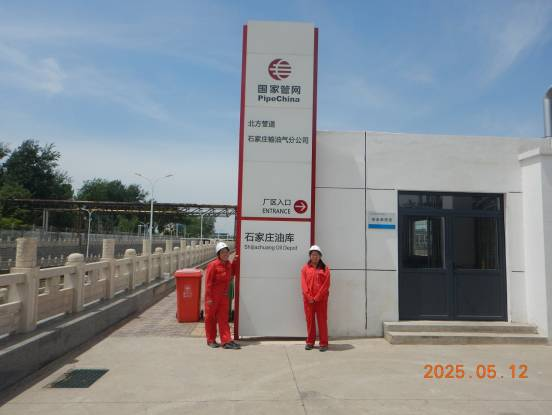 国家管网
PipeChina
北方管道
石家庄输油气分公司
厂区入口
ENTRANCE
石家庄油库
Shijiazhuang Oil Depot
2025.05.12